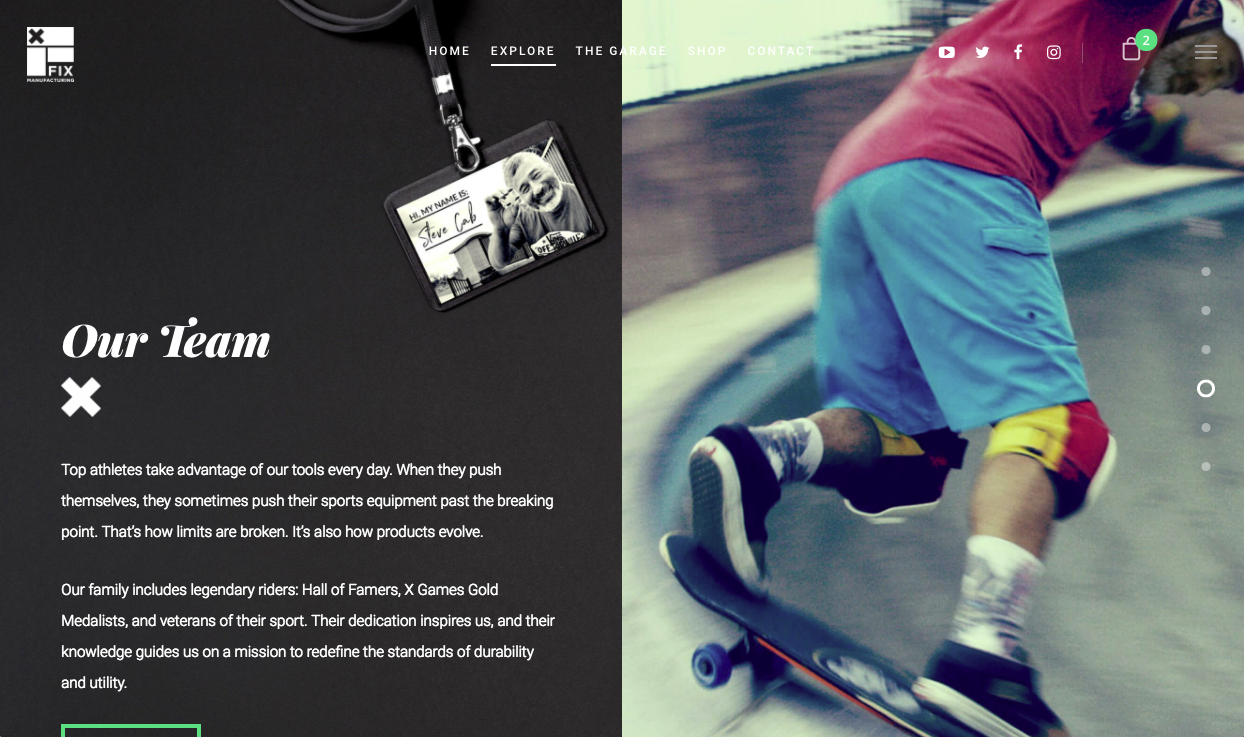 FIX
MANUFACTURING
HOME EXPLORE THE GARAGE SHOP CONTACT
2
HI, MY NAME IS:
Steve Cab
OFF
Our Team
Top athletes take advantage of our tools every day. When they push
themselves, they sometimes push their sports equipment past the breaking
point. That’s how limits are broken. It’s also how products evolve.
Our family includes legendary riders: Hall of Famers, X Games Gold
Medalists, and veterans of their sport. Their dedication inspires us, and their
knowledge guides us on a mission to redefine the standards of durability
and utility.